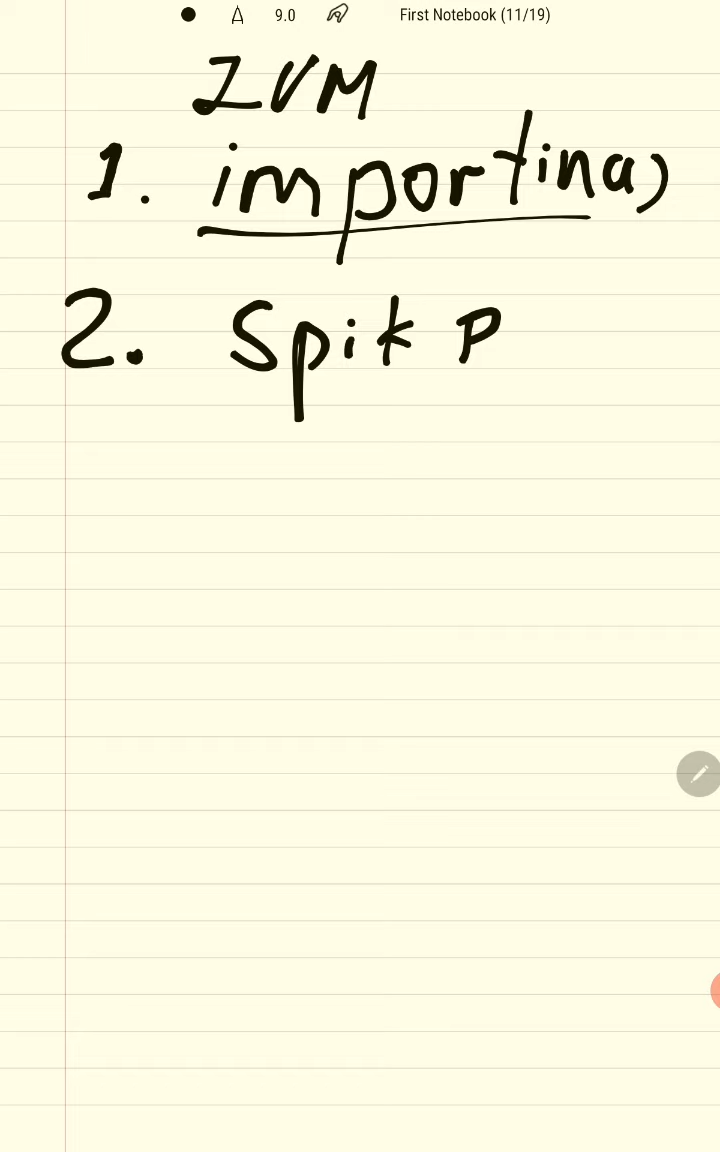 9.0 First Notebook (11/19)
ZVM
1. importina)
2. Spik P